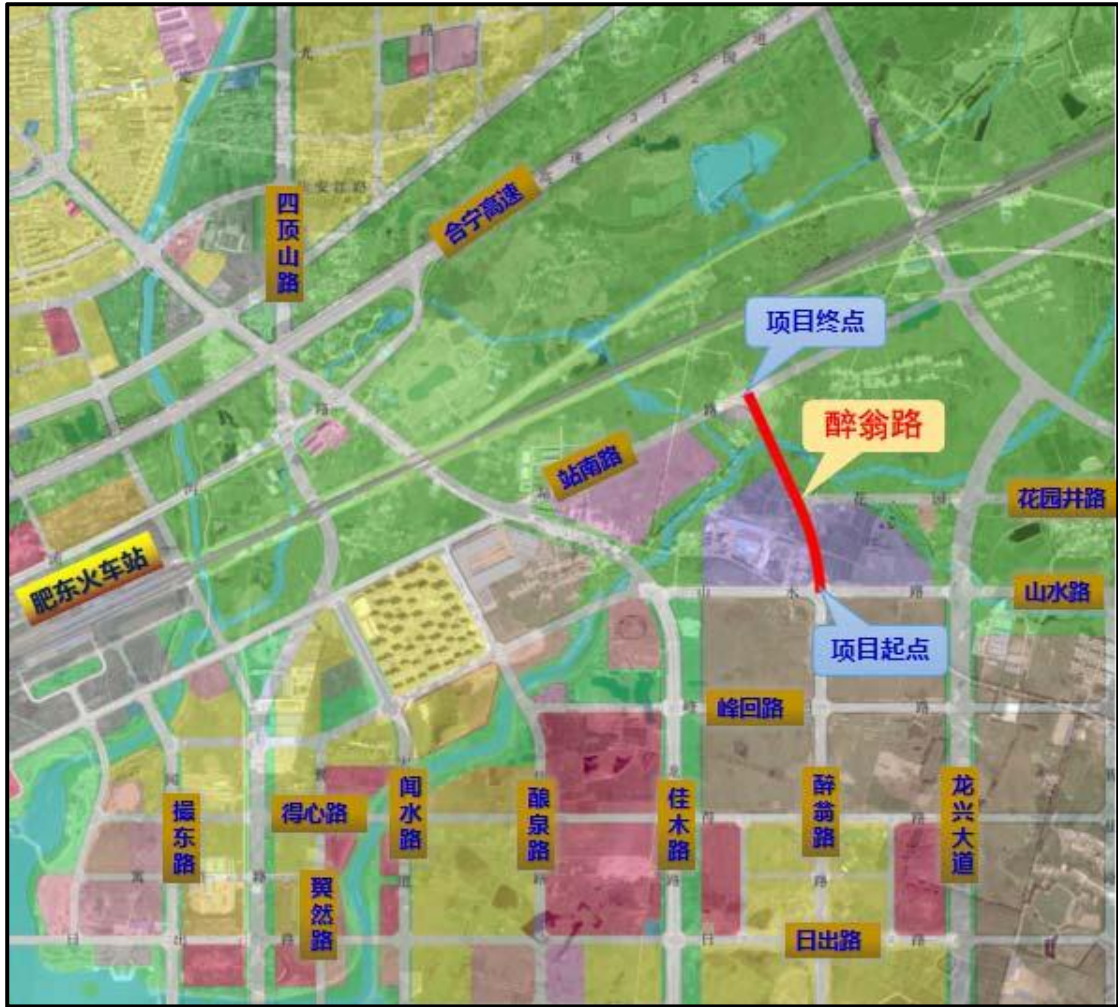 四顶山路
合宁高速
项目终点
醉翁路
站南路
花园井路
肥东火车站
山水路
项目起点
峰回路
撮东路
得心路
翼然路
闻水路
酿泉路
佳木路
醉翁路
龙兴大道
日出路